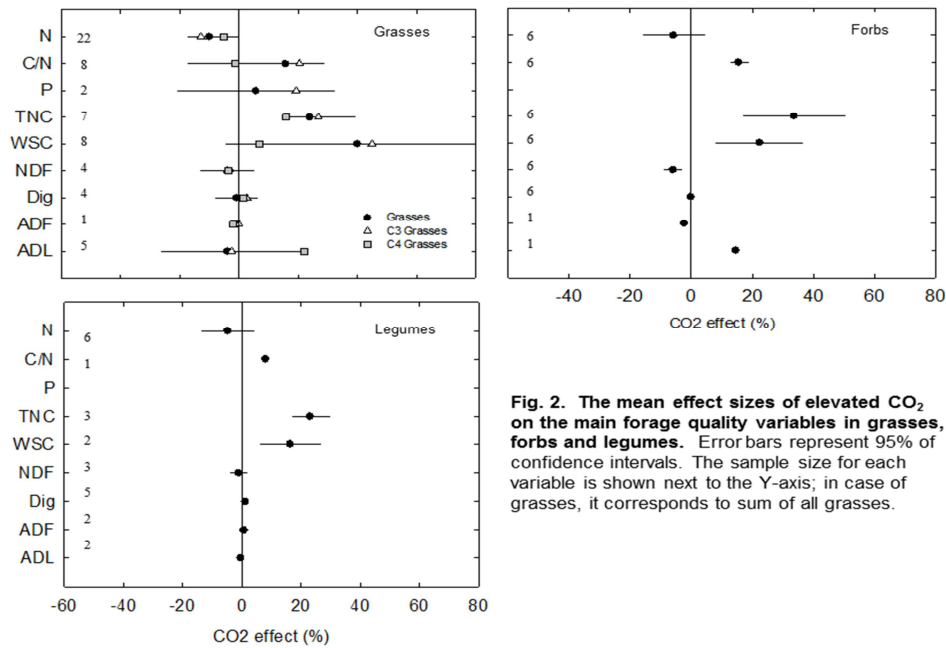 Grasses
N 22
C/N 8
P 2
TNC 7
WSC 8
NDF 4
Dig 4
ADF 1
ADL 5
Grasses
C3 Grasses
C4 Grasses
Forbs
6
6
6
6
6
6
1
1
-40 -20 0 20 40 60 80
CO2 effect (%)
Legumes
N 6
C/N 1
P
TNC 3
WSC 2
NDF 3
Dig 5
ADF 2
ADL 2
-60 -40 -20 0 20 40 60 80
CO2 effect (%)
Fig. 2. The mean effect sizes of elevated CO₂
on the main forage quality variables in grasses,
forbs and legumes. Error bars represent 95% of
confidence intervals. The sample size for each
variable is shown next to the Y-axis; in case of
grasses, it corresponds to sum of all grasses.